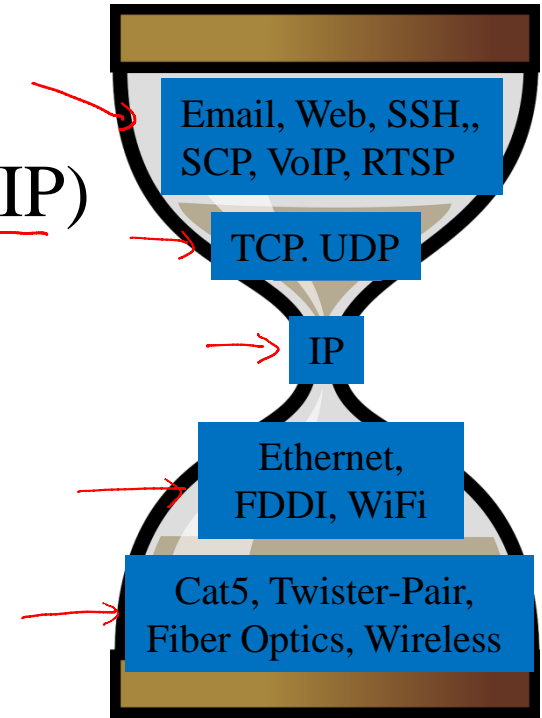 Email, Web, SSH,,
SCP, VoIP, RTSP
IP)
TCP. UDP
IP
Ethernet,
FDDI, WiFi
Cat5, Twister-Pair,
Fiber Optics, Wireless